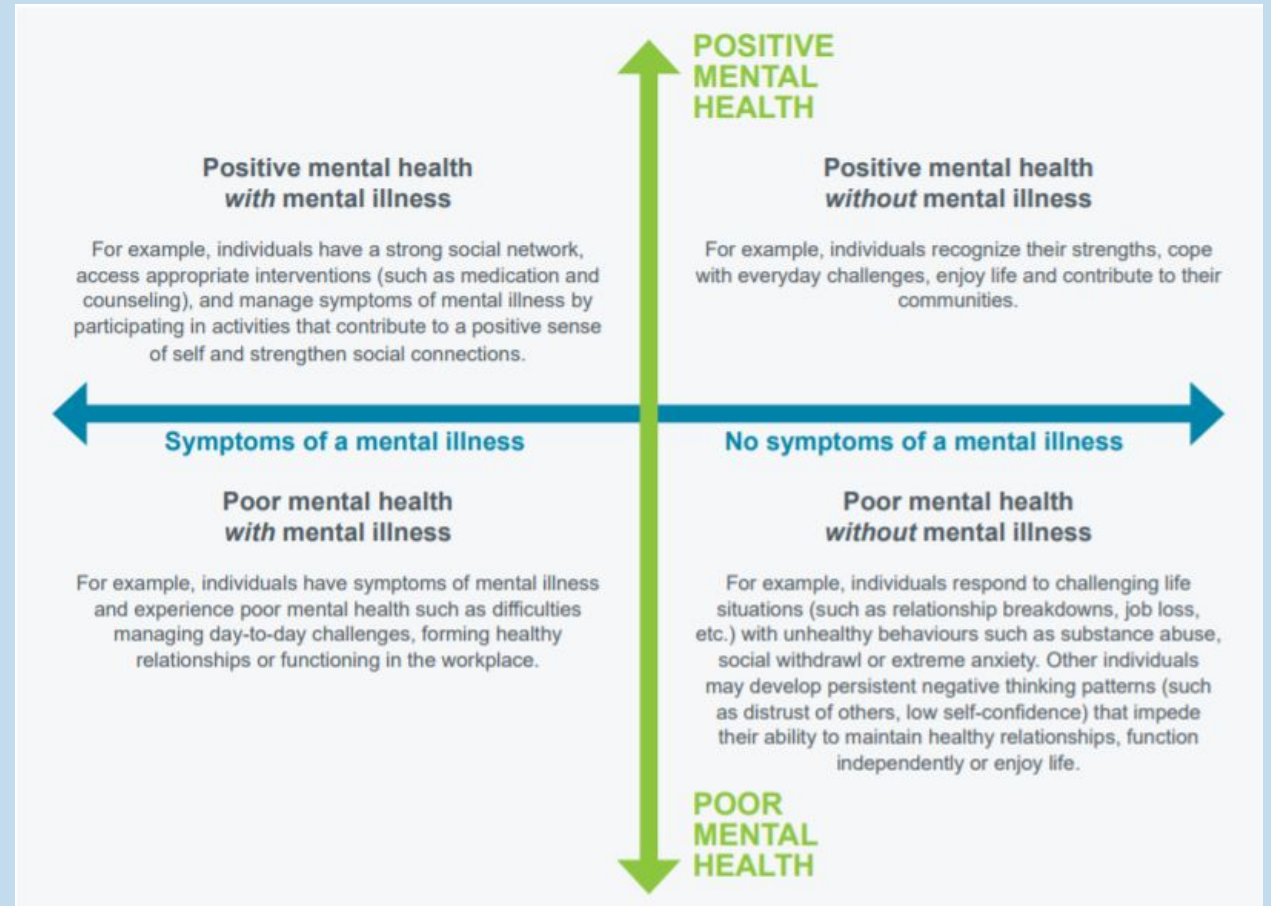 POSITIVE
MENTAL
HEALTH
Positive mental health
with mental illness
For example, individuals have a strong social network,
access appropriate interventions (such as medication and
counseling), and manage symptoms of mental illness by
participating in activities that contribute to a positive sense
of self and strengthen social connections.
Positive mental health
without mental illness
For example, individuals recognize their strengths, cope
with everyday challenges, enjoy life and contribute to their
communities.
Symptoms of a mental illness
No symptoms of a mental illness
Poor mental health
with mental illness
For example, individuals have symptoms of mental illness
and experience poor mental health such as difficulties
managing day-to-day challenges, forming healthy
relationships or functioning in the workplace.
Poor mental health
without mental illness
For example, individuals respond to challenging life
situations (such as relationship breakdowns, job loss,
etc.) with unhealthy behaviours such as substance abuse,
social withdrawl or extreme anxiety. Other individuals
may develop persistent negative thinking patterns (such
as distrust of others, low self-confidence) that impede
their ability to maintain healthy relationships, function
independently or enjoy life.
POOR
MENTAL
HEALTH